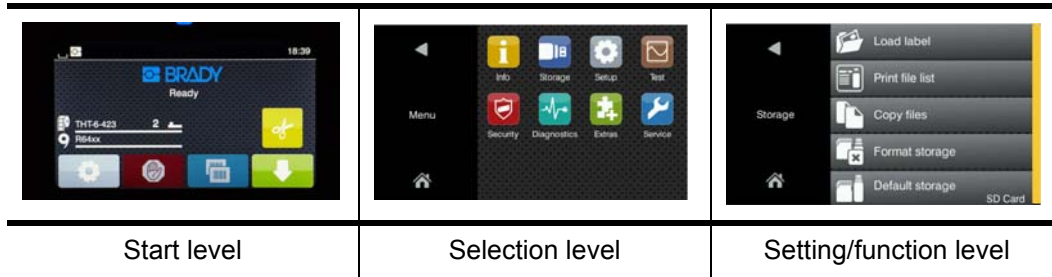 18:39
BRADY
Ready
THT-6-423 2
R64xx
Start level
Info Storage Setup Test
Menu
Security Diagnostics Extras Service
Selection level
Load label
Print file list
Storage
Copy files
Format storage
Default storage
SD Card
Setting/function level